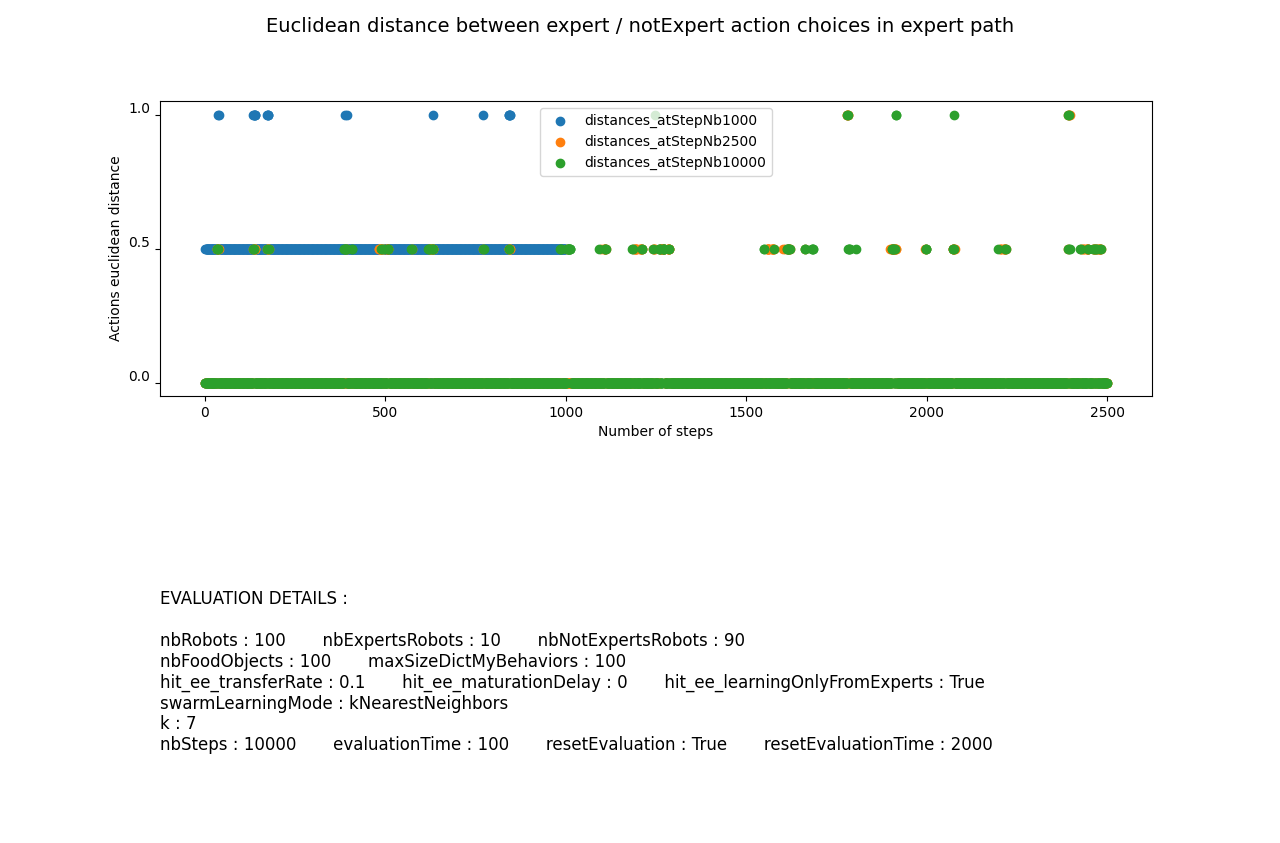 Euclidean distance between expert / notExpert action choices in expert path
1.0
distances_atStepNb1000
distances_atStepNb2500
distances_atStepNb10000
Actions euclidean distance
0.5
0.0
0 500 1000 1500 2000 2500
Number of steps
EVALUATION DETAILS :
nbRobots : 100 nbExpertsRobots : 10 nbNotExpertsRobots : 90
nbFoodObjects : 100 maxSizeDictMyBehaviors : 100
hit_ee_transferRate : 0.1 hit_ee_maturationDelay : 0 hit_ee_learningOnlyFromExperts : True
swarmLearningMode : kNearestNeighbors
k : 7
nbSteps : 10000 evaluationTime : 100 resetEvaluation : True resetEvaluationTime : 2000